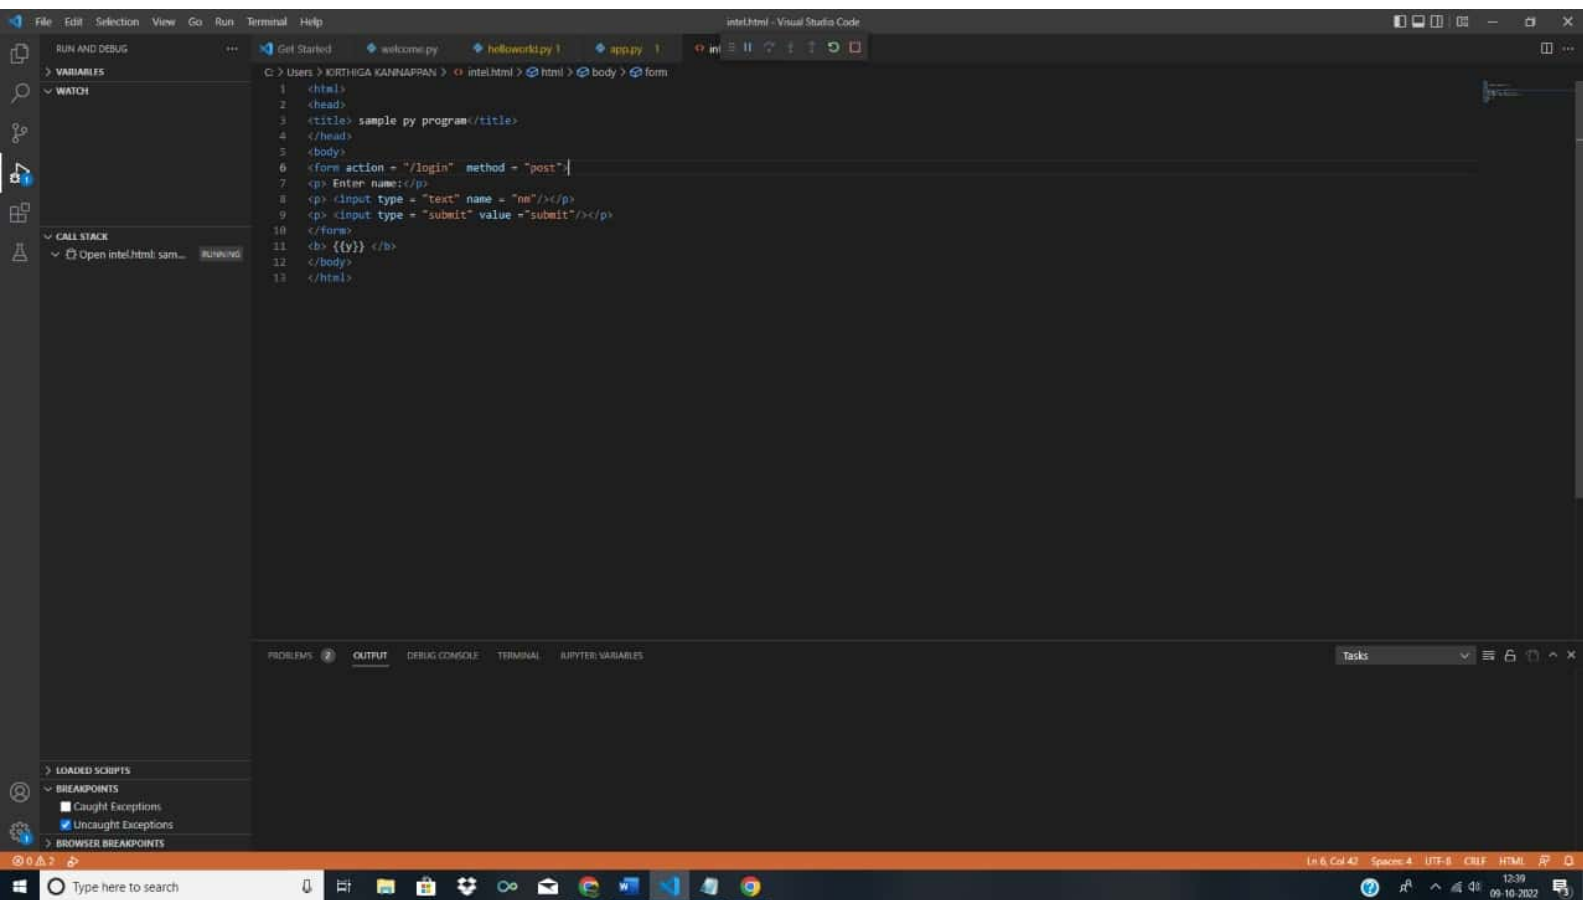 File Edit Selection View Go Run Terminal Help
intel.html - Visual Studio Code
RUN AND DEBUG
Get Started welcome.py helloworld.py 1 app.py 1 int
VARIABLES
WATCH
C: > Users > KIRTHIGA KANNAPPAN > intel.html > html > body > form
1 <html>
2 <head>
3 <title> sample py program</title>
4 </head>
5 <body>
6 <form action = "/login" method = "post">
7 <p> Enter name:</p>
8 <p> <input type = "text" name = "nm"/></p>
9 <p> <input type = "submit" value ="submit"/></p>
10 </form>
11 <b> {{y}} </b>
12 </body>
13 </html>
CALL STACK
Open intel.html: sam... RUNNING
PROBLEMS 2 OUTPUT DEBUG CONSOLE TERMINAL JUPYTER: VARIABLES
Tasks
LOADED SCRIPTS
BREAKPOINTS
Caught Exceptions
Uncaught Exceptions
BROWSER BREAKPOINTS
0 2
Ln 6, Col 42 Spaces: 4 UTF-8 CRLF HTML
Type here to search
12:39
09-10-2022